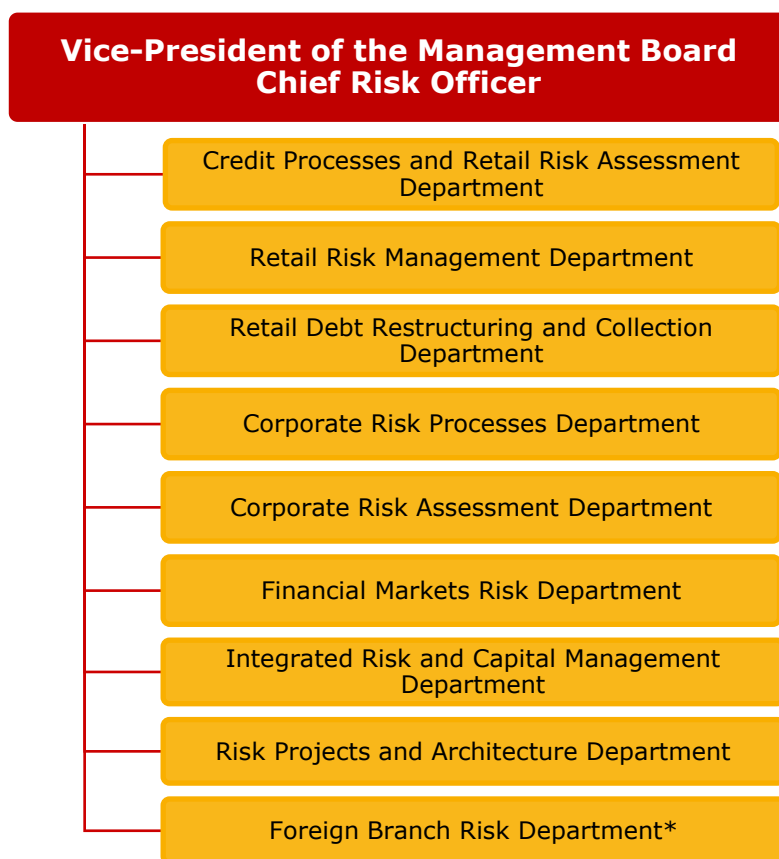 Vice-President of the Management Board
Chief Risk Officer
Credit Processes and Retail Risk Assessment
Department
Retail Risk Management Department
Retail Debt Restructuring and Collection
Department
Corporate Risk Processes Department
Corporate Risk Assessment Department
Financial Markets Risk Department
Integrated Risk and Capital Management
Department
Risk Projects and Architecture Department
Foreign Branch Risk Department*